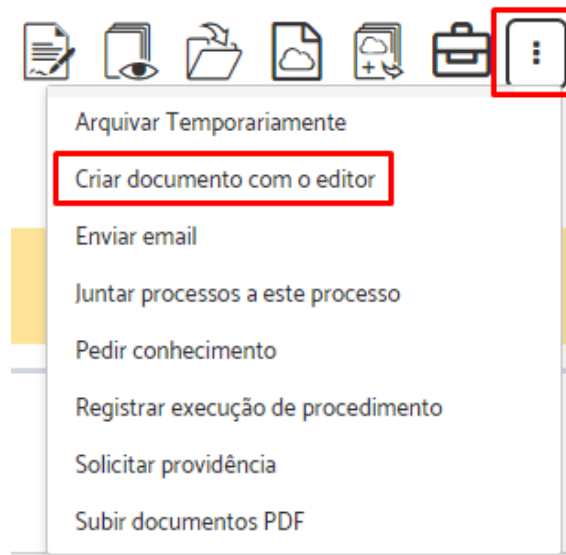 Arquivar Temporariamente
Criar documento com o editor
Enviar email
Juntar processos a este processo
Pedir conhecimento
Registrar execução de procedimento
Solicitar providência
Subir documentos PDF